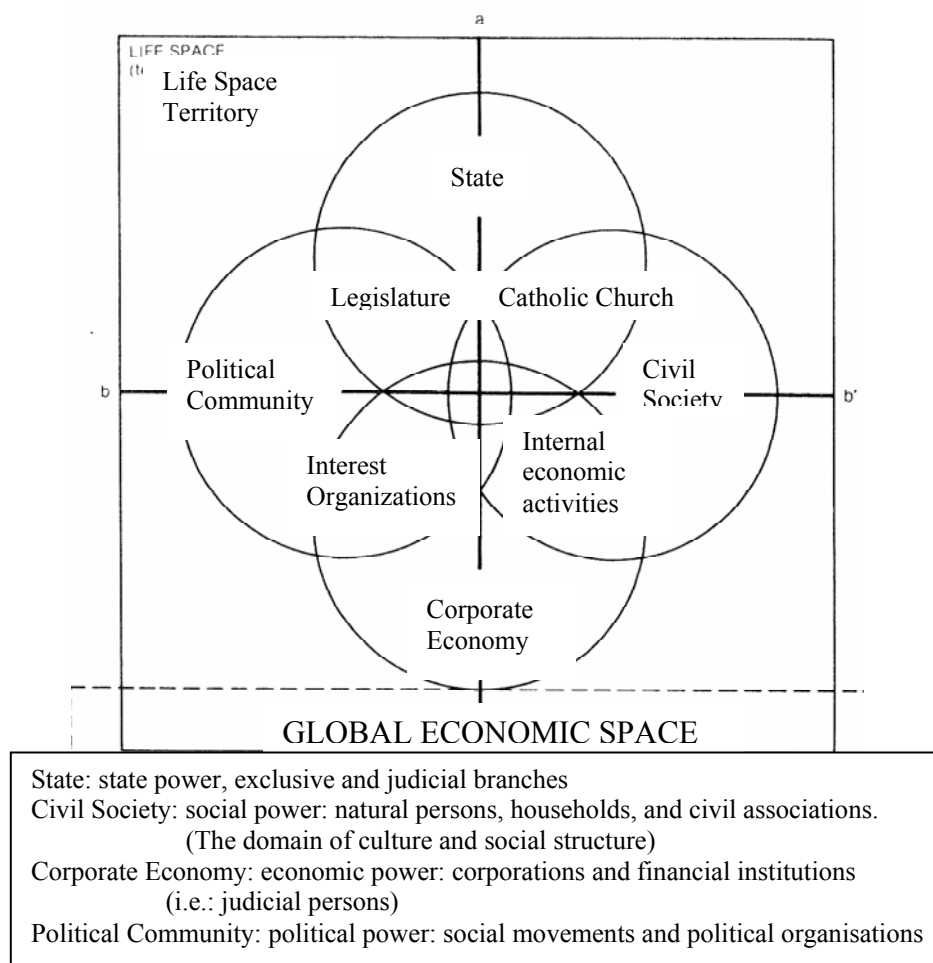 a
LIFE SPACE
Life Space
Territory
State
Legislature
Catholic Church
Political
Community
Civil
Society
b
b'
Interest
Organizations
Internal
economic
activities
Corporate
Economy
GLOBAL ECONOMIC SPACE
State: state power, exclusive and judicial branches
Civil Society: social power: natural persons, households, and civil associations.
(The domain of culture and social structure)
Corporate Economy: economic power: corporations and financial institutions
(i.e.: judicial persons)
Political Community: political power: social movements and political organisations